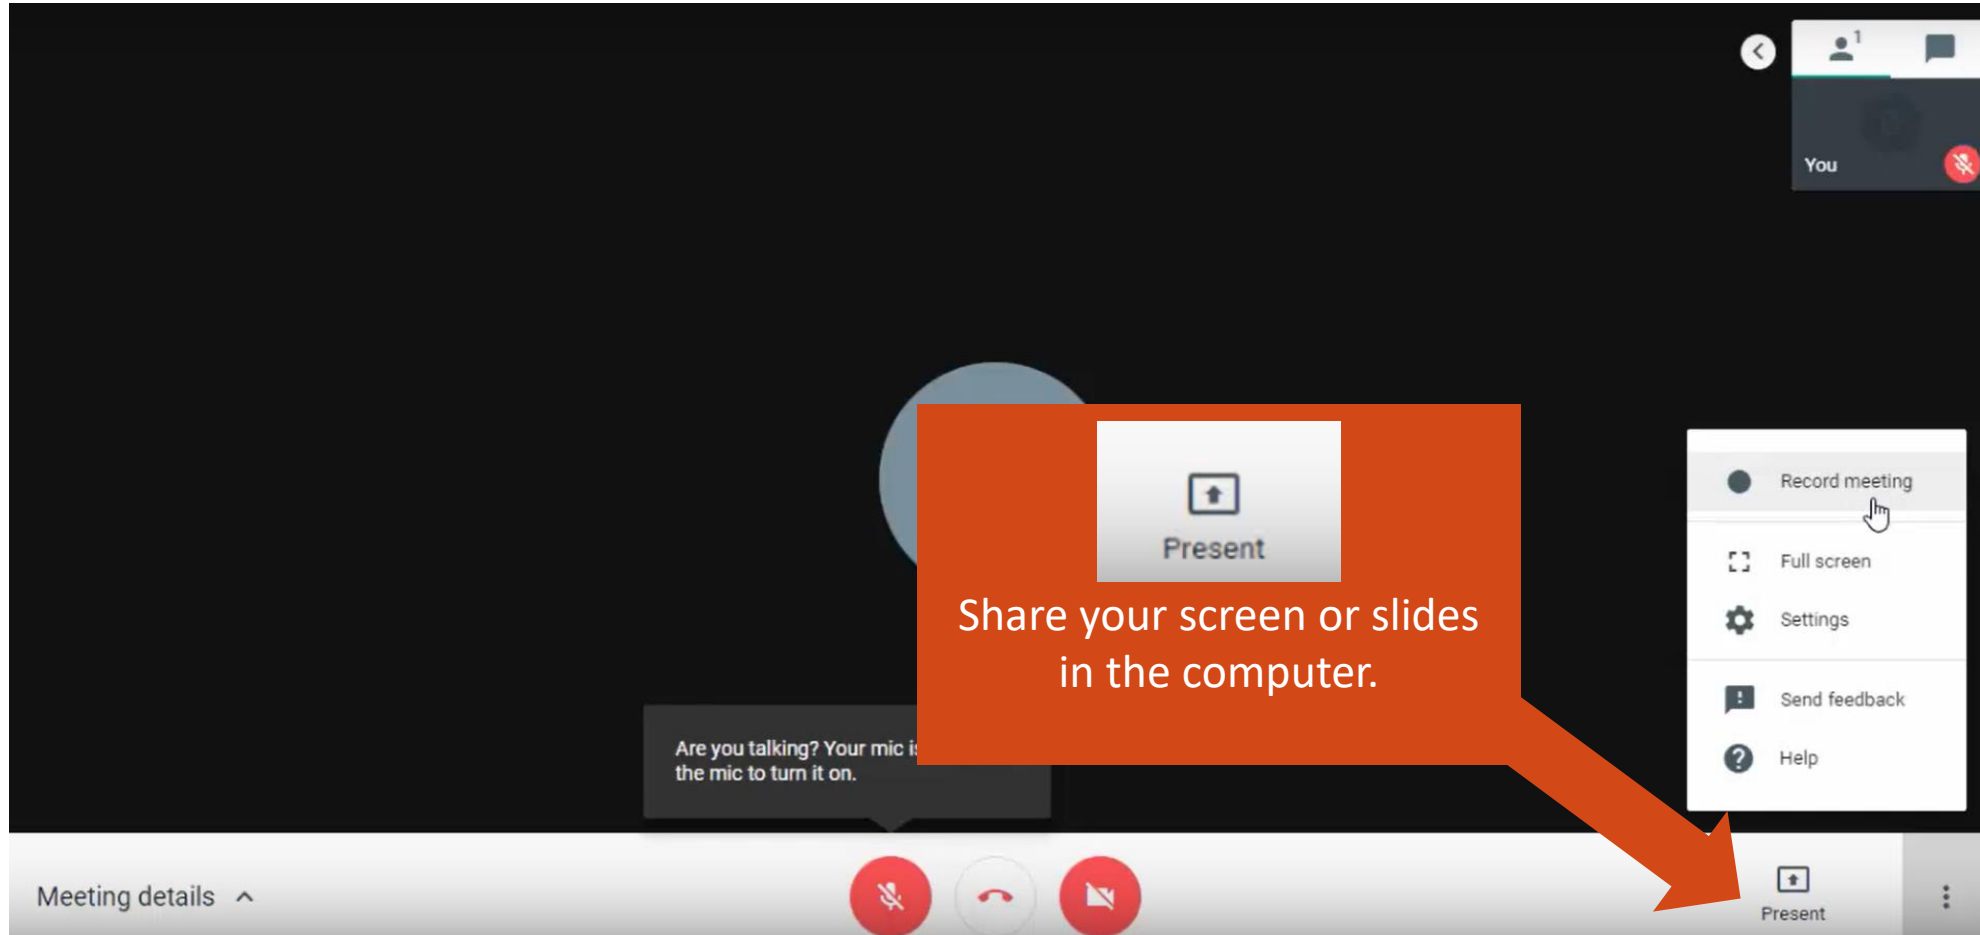 1
You
Record meeting
Full screen
Settings
Send feedback
Help
Present
Share your screen or slides
in the computer.
Are you talking? Your mic
the mic to turn it on.
Meeting details
Present